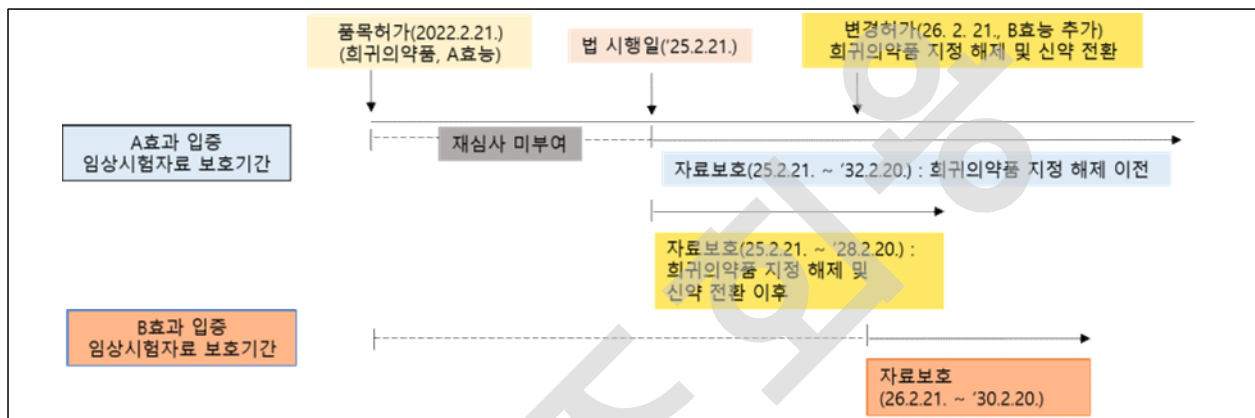 품목허가(2022.2.21.)
(희귀의약품, A효능)
법 시행일('25.2.21.)
변경허가(26. 2. 21., B효능 추가)
희귀의약품 지정 해제 및 신약 전환
A효과 입증
임상시험자료 보호기간
재심사 미부여
자료보호(25.2.21. ~ '32.2.20.) : 희귀의약품 지정 해제 이전
자료보호(25.2.21. ~ '28.2.20.) :
희귀의약품 지정 해제 및
신약 전환 이후
B효과 입증
임상시험자료 보호기간
자료보호
(26.2.21. ~ '30.2.20.)